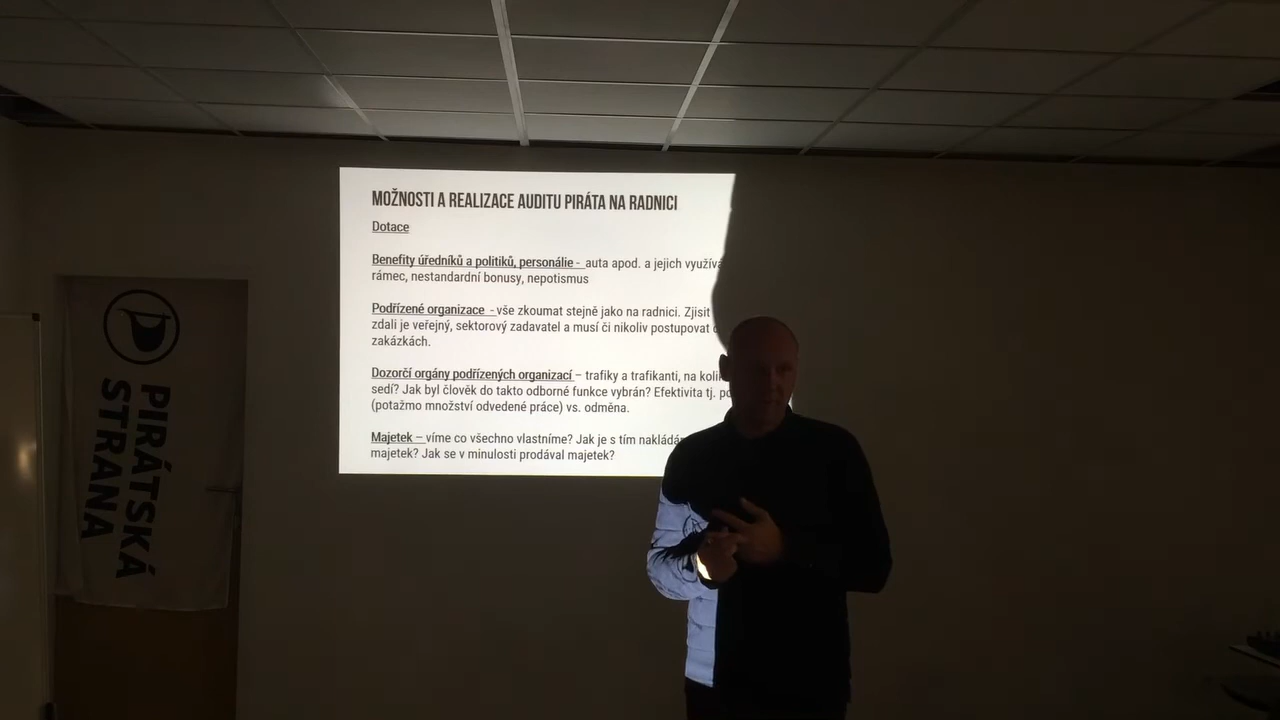 MOŽNOSTI A REALIZACE AUDITU PIRÁTA NA RADNICI
Dotace
Benefity úředníků a politiků, personálie - auta apod. a jejich
rámec, nestandardní bonusy, nepotismus
Podřízené organizace - vše zkoumat stejně jako na radnici. Zjisit
zdali je veřejný, sektorový zadavatel a musí či nikoliv postupovat
zakázkách.
Dozorčí orgány podřízených organizací – trafiky a trafikanti, na
sedí? Jak byl člověk do takto odborné funkce vybrán? Efektivita tj.
(potažmo množství odvedené práce) vs. odměna.
Majetek – víme co všechno vlastníme? Jak je s tím
majetek? Jak se v minulosti prodával majetek?
PIRÁTSKÁ
STRANA